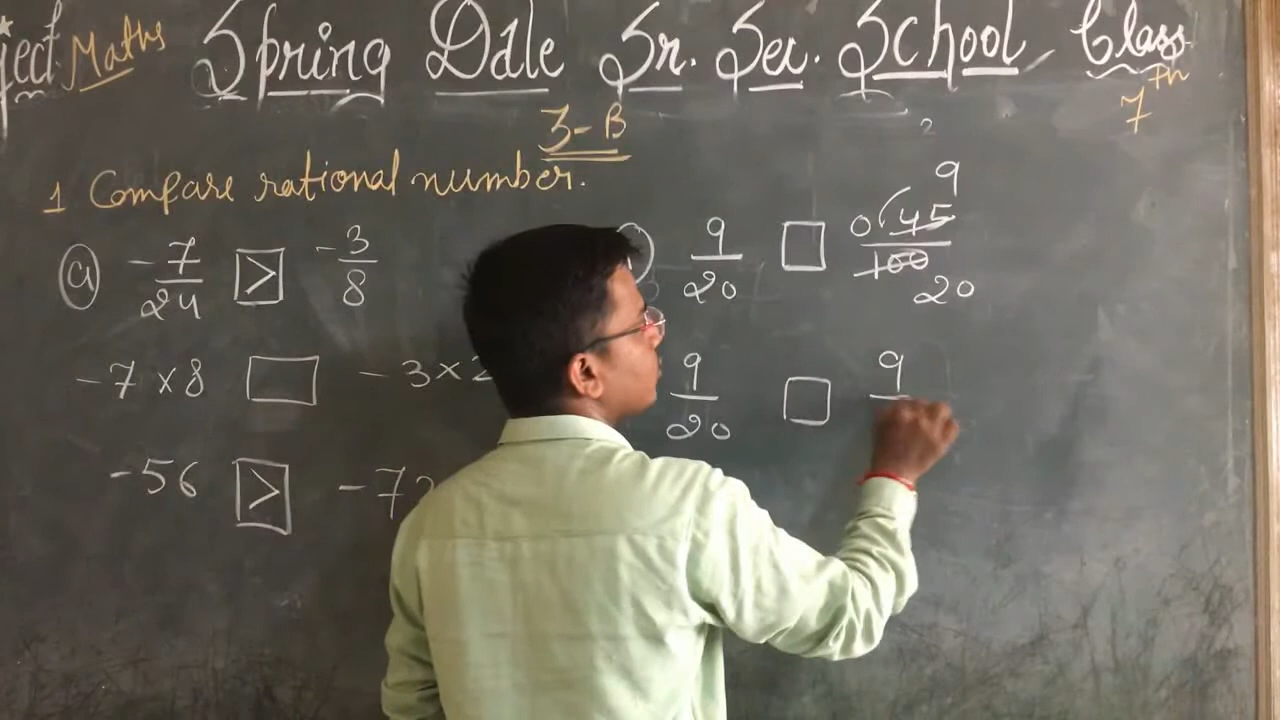 ject Maths Spring Dale Sr. Sec. School, Class 7th
3-B
1 Compare rational number.
(a) -7/24 [>] -3/8
-7 × 8 [ ] -3 × 2
-56 [>] -72
9/20 [ ] 0(45/100 9 20
9/20 [ ] 9/
2